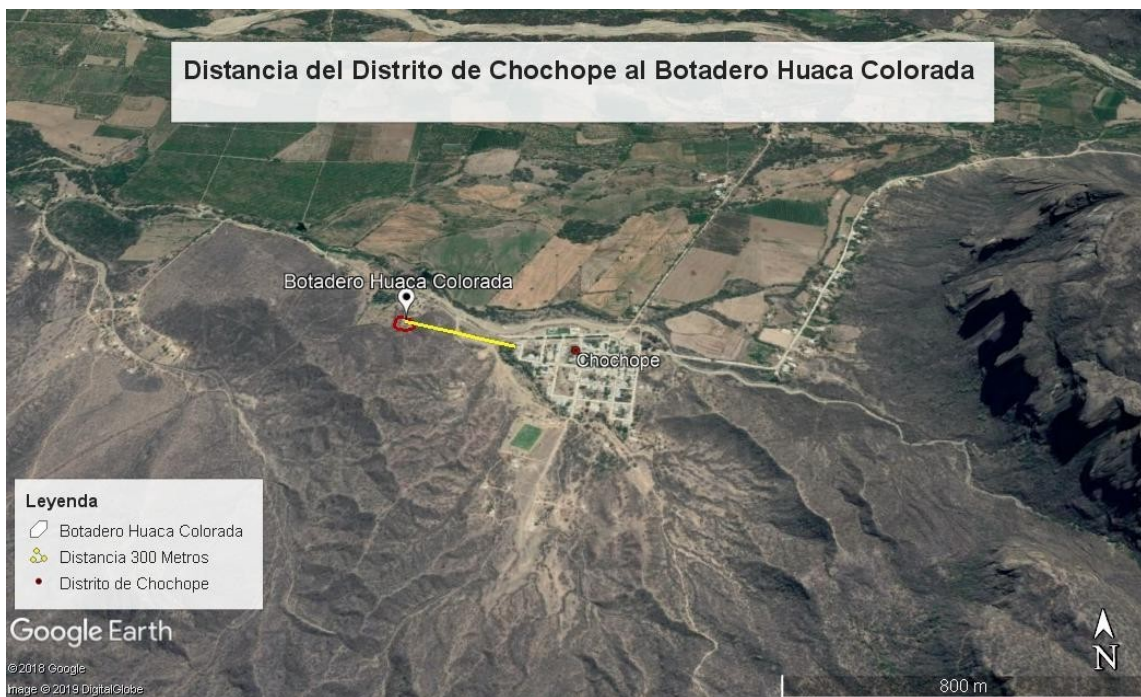 Distancia del Distrito de Chochope al Botadero Huaca Colorada
Botadero Huaca Colorada
Chochope
Leyenda
Botadero Huaca Colorada
Distancia 300 Metros
Distrito de Chochope
Google Earth
© 2018 Google
Image © 2019 DigitalGlobe
N
800 m